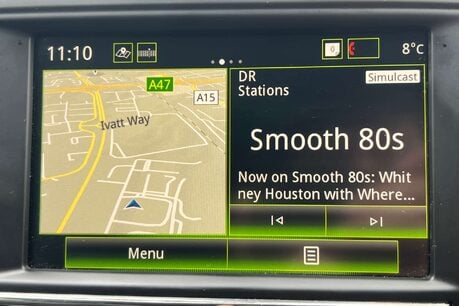 11:10
0
8°C
A47
A15
Ivatt Way
DR
Stations
Simulcast
Smooth 80s
Now on Smooth 80s: Whit
ney Houston with Where...
Menu